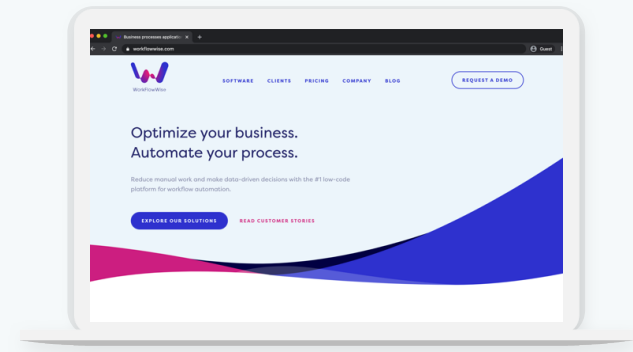 Business processes applicatio
workflowwise.com
Guest
WorkFlowWise
SOFTWARE CLIENTS PRICING COMPANY BLOG
REQUEST A DEMO
Optimize your business.
Automate your process.
Reduce manual work and make data-driven decisions with the #1 low-code
platform for workflow automation.
EXPLORE OUR SOLUTIONS READ CUSTOMER STORIES